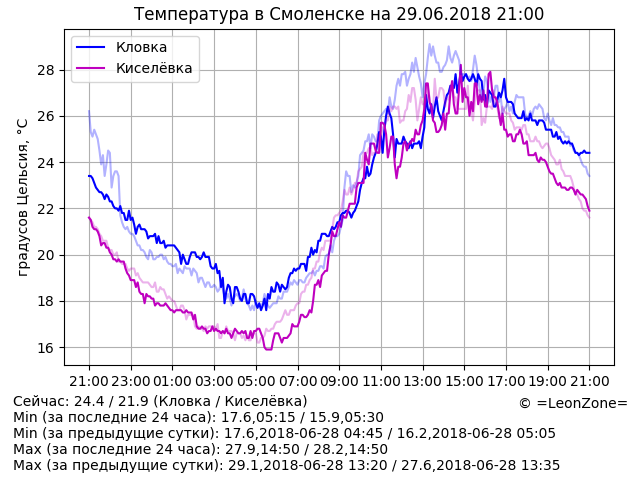 Температура в Смоленске на 29.06.2018 21:00
Кловка
Киселёвка
градусов Цельсия, °C
28
26
24
22
20
18
16
21:00 23:00 01:00 03:00 05:00 07:00 09:00 11:00 13:00 15:00 17:00 19:00 21:00
Сейчас: 24.4 / 21.9 (Кловка / Киселёвка)
© =LeonZone=
Min (за последние 24 часа): 17.6,05:15 / 15.9,05:30
Min (за предыдущие сутки): 17.6,2018-06-28 04:45 / 16.2,2018-06-28 05:05
Max (за последние 24 часа): 27.9,14:50 / 28.2,14:50
Max (за предыдущие сутки): 29.1,2018-06-28 13:20 / 27.6,2018-06-28 13:35